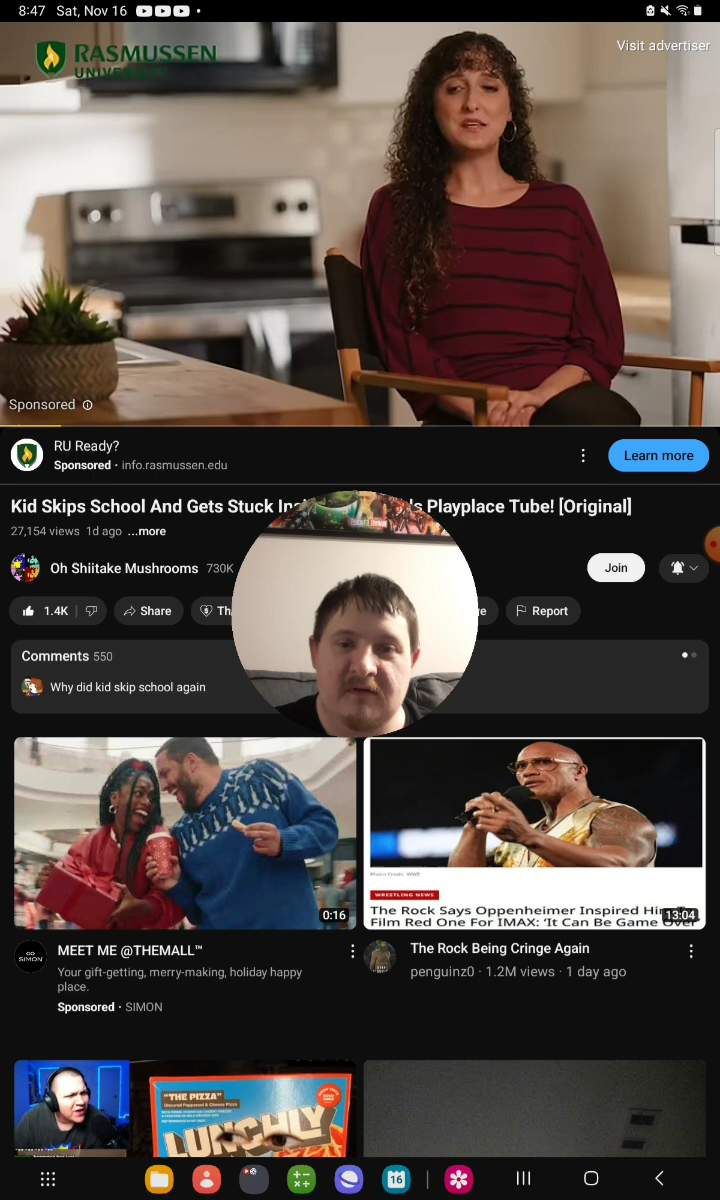 8:47 Sat, Nov 16
Visit advertiser
RASMUSSEN
UNIVERSITY
Sponsored
RU Ready?
Sponsored · info.rasmussen.edu
Learn more
Kid Skips School And Gets Stuck
Playplace Tube! [Original]
27,154 views 1d ago ...more
Oh Shiitake Mushrooms 730K
Join
1.4K
Share
Report
Comments 550
Why did kid skip school again
0:16
WRESTLING NEWS
The Rock Says Oppenheimer Inspired
Film Red One For IMAX: 'It Can Be Game Over'
13:04
SIMON
MEET ME @THEMALL™
Your gift-getting, merry-making, holiday happy
place.
Sponsored · SIMON
The Rock Being Cringe Again
penguinz0 · 1.2M views · 1 day ago
"THE PIZZA"
LUNCHLY
16